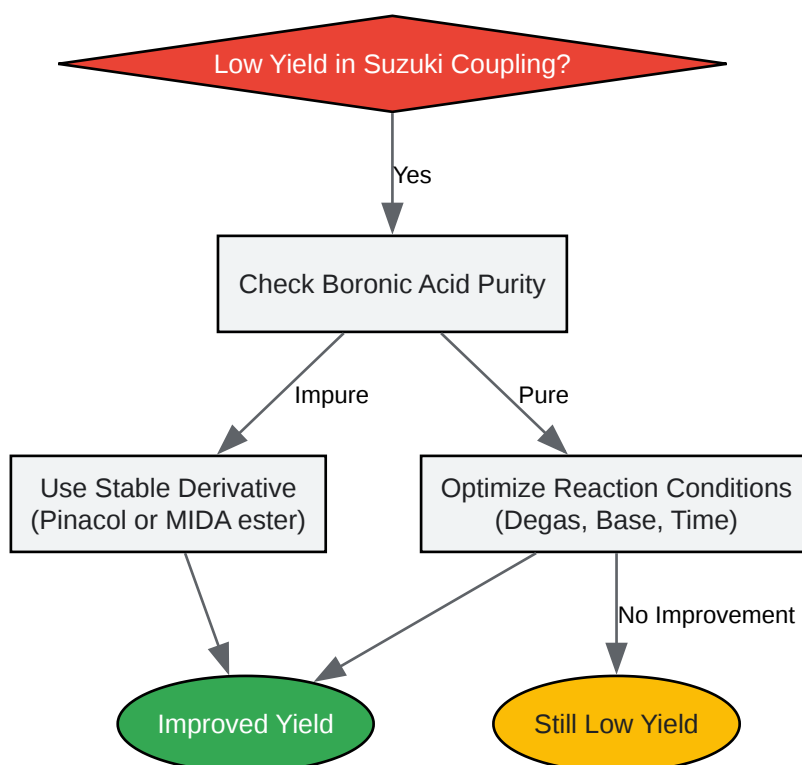 Low Yield in Suzuki Coupling?
Yes
Check Boronic Acid Purity
Impure
Pure
Use Stable Derivative
(Pinacol or MIDA ester)
Optimize Reaction Conditions
(Degas, Base, Time)
No Improvement
Improved Yield
Still Low Yield